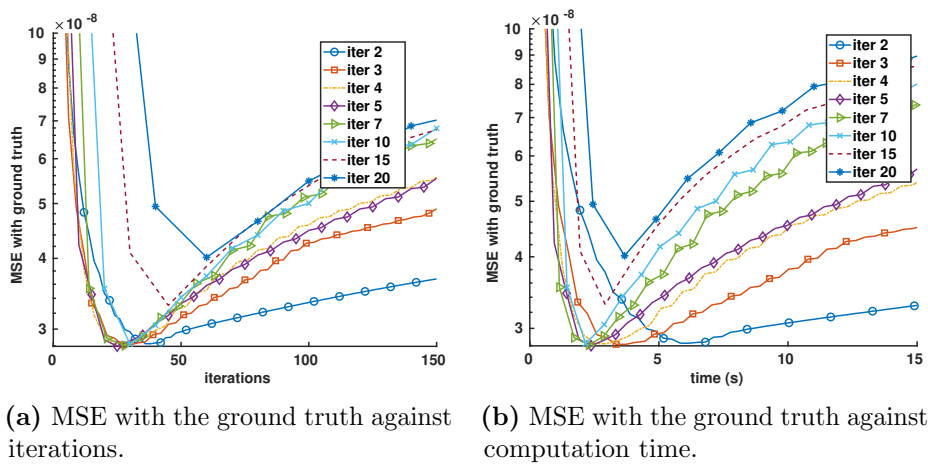 ×10 -8
10
9
8
7
6
5
4
3
MSE with ground truth
0
50
100
150
iterations
iter 2
iter 3
iter 4
iter 5
iter 7
iter 10
iter 15
iter 20
(a) MSE with the ground truth against
iterations.
×10 -8
10
9
8
7
6
5
4
3
MSE with ground truth
0
5
10
15
time (s)
iter 2
iter 3
iter 4
iter 5
iter 7
iter 10
iter 15
iter 20
(b) MSE with the ground truth against
computation time.